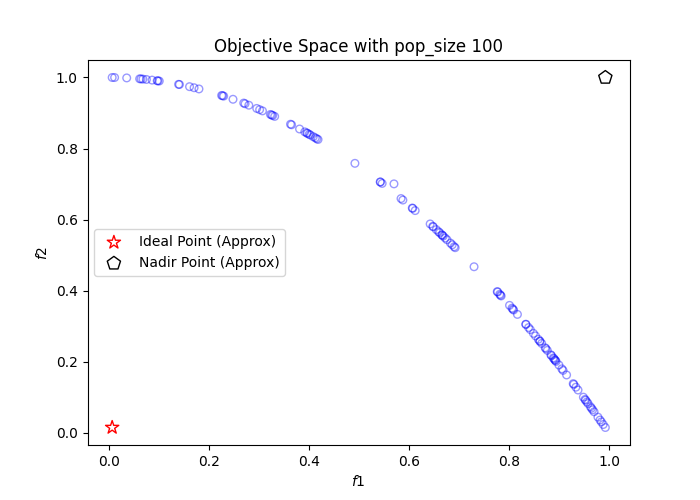 Objective Space with pop_size 100
1.0
0.8
0.6
0.4
0.2
0.0
f2
Ideal Point (Approx)
Nadir Point (Approx)
0.0 0.2 0.4 0.6 0.8 1.0
f1